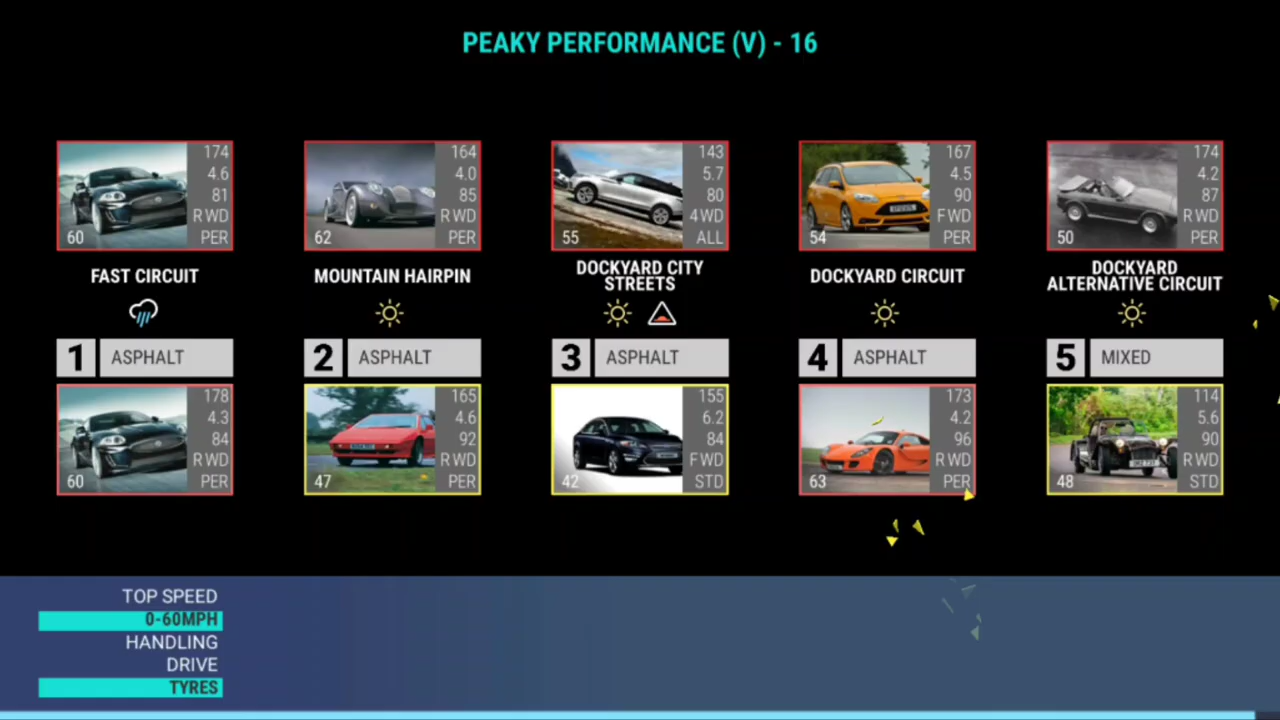 PEAKY PERFORMANCE (V) - 16
174
4.6
81
RWD
PER
60
164
4.0
85
RWD
PER
62
143
5.7
80
4WD
ALL
55
167
4.5
90
FWD
PER
54
174
4.2
87
RWD
PER
50
FAST CIRCUIT
MOUNTAIN HAIRPIN
DOCKYARD CITY
STREETS
DOCKYARD CIRCUIT
DOCKYARD
ALTERNATIVE CIRCUIT
1 ASPHALT
2 ASPHALT
3 ASPHALT
4 ASPHALT
5 MIXED
178
4.3
84
RWD
PER
60
165
4.6
92
RWD
PER
47
155
6.2
84
FWD
STD
42
173
4.2
96
RWD
PER
63
114
5.6
90
RWD
STD
48
TOP SPEED
0-60MPH
HANDLING
DRIVE
TYRES